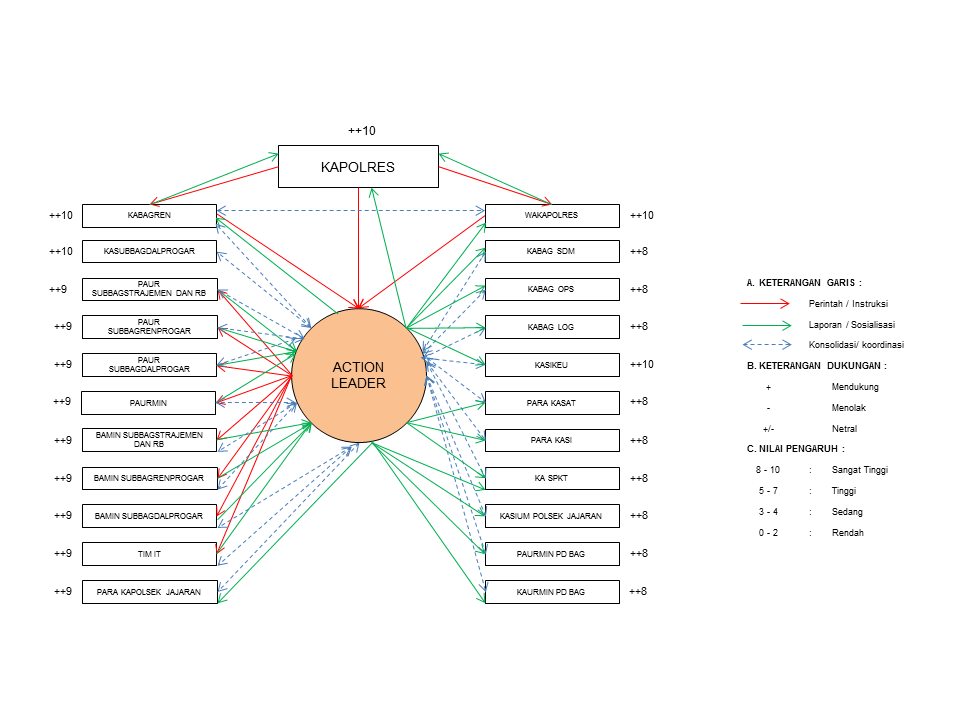 ++10
KAPOLRES
++10 KABAGREN
++10 KASUBBAGDALPROGAR
++9 PAUR
SUBBAGSTRAJEMEN DAN RB
++9 PAUR
SUBBAGRENPROGAR
++9 PAUR
SUBBAGDALPROGAR
++9 PAURMIN
++9 BAMIN SUBBAGSTRAJEMEN
DAN RB
++9 BAMIN SUBBAGRENPROGAR
++9 BAMIN SUBBAGDALPROGAR
++9 TIM IT
++9 PARA KAPOLSEK JAJARAN
ACTION
LEADER
WAKAPOLRES ++10
KABAG SDM ++8
KABAG OPS ++8
KABAG LOG ++8
KASIKEU ++10
PARA KASAT ++8
PARA KASI ++8
KA SPKT ++8
KASIUM POLSEK JAJARAN ++8
PAURMIN PD BAG ++8
KAURMIN PD BAG ++8
A. KETERANGAN GARIS :
Perintah / Instruksi
Laporan / Sosialisasi
Konsolidasi/ koordinasi
B. KETERANGAN DUKUNGAN :
+ Mendukung
- Menolak
+/- Netral
C. NILAI PENGARUH :
8 - 10 : Sangat Tinggi
5 - 7 : Tinggi
3 - 4 : Sedang
0 - 2 : Rendah